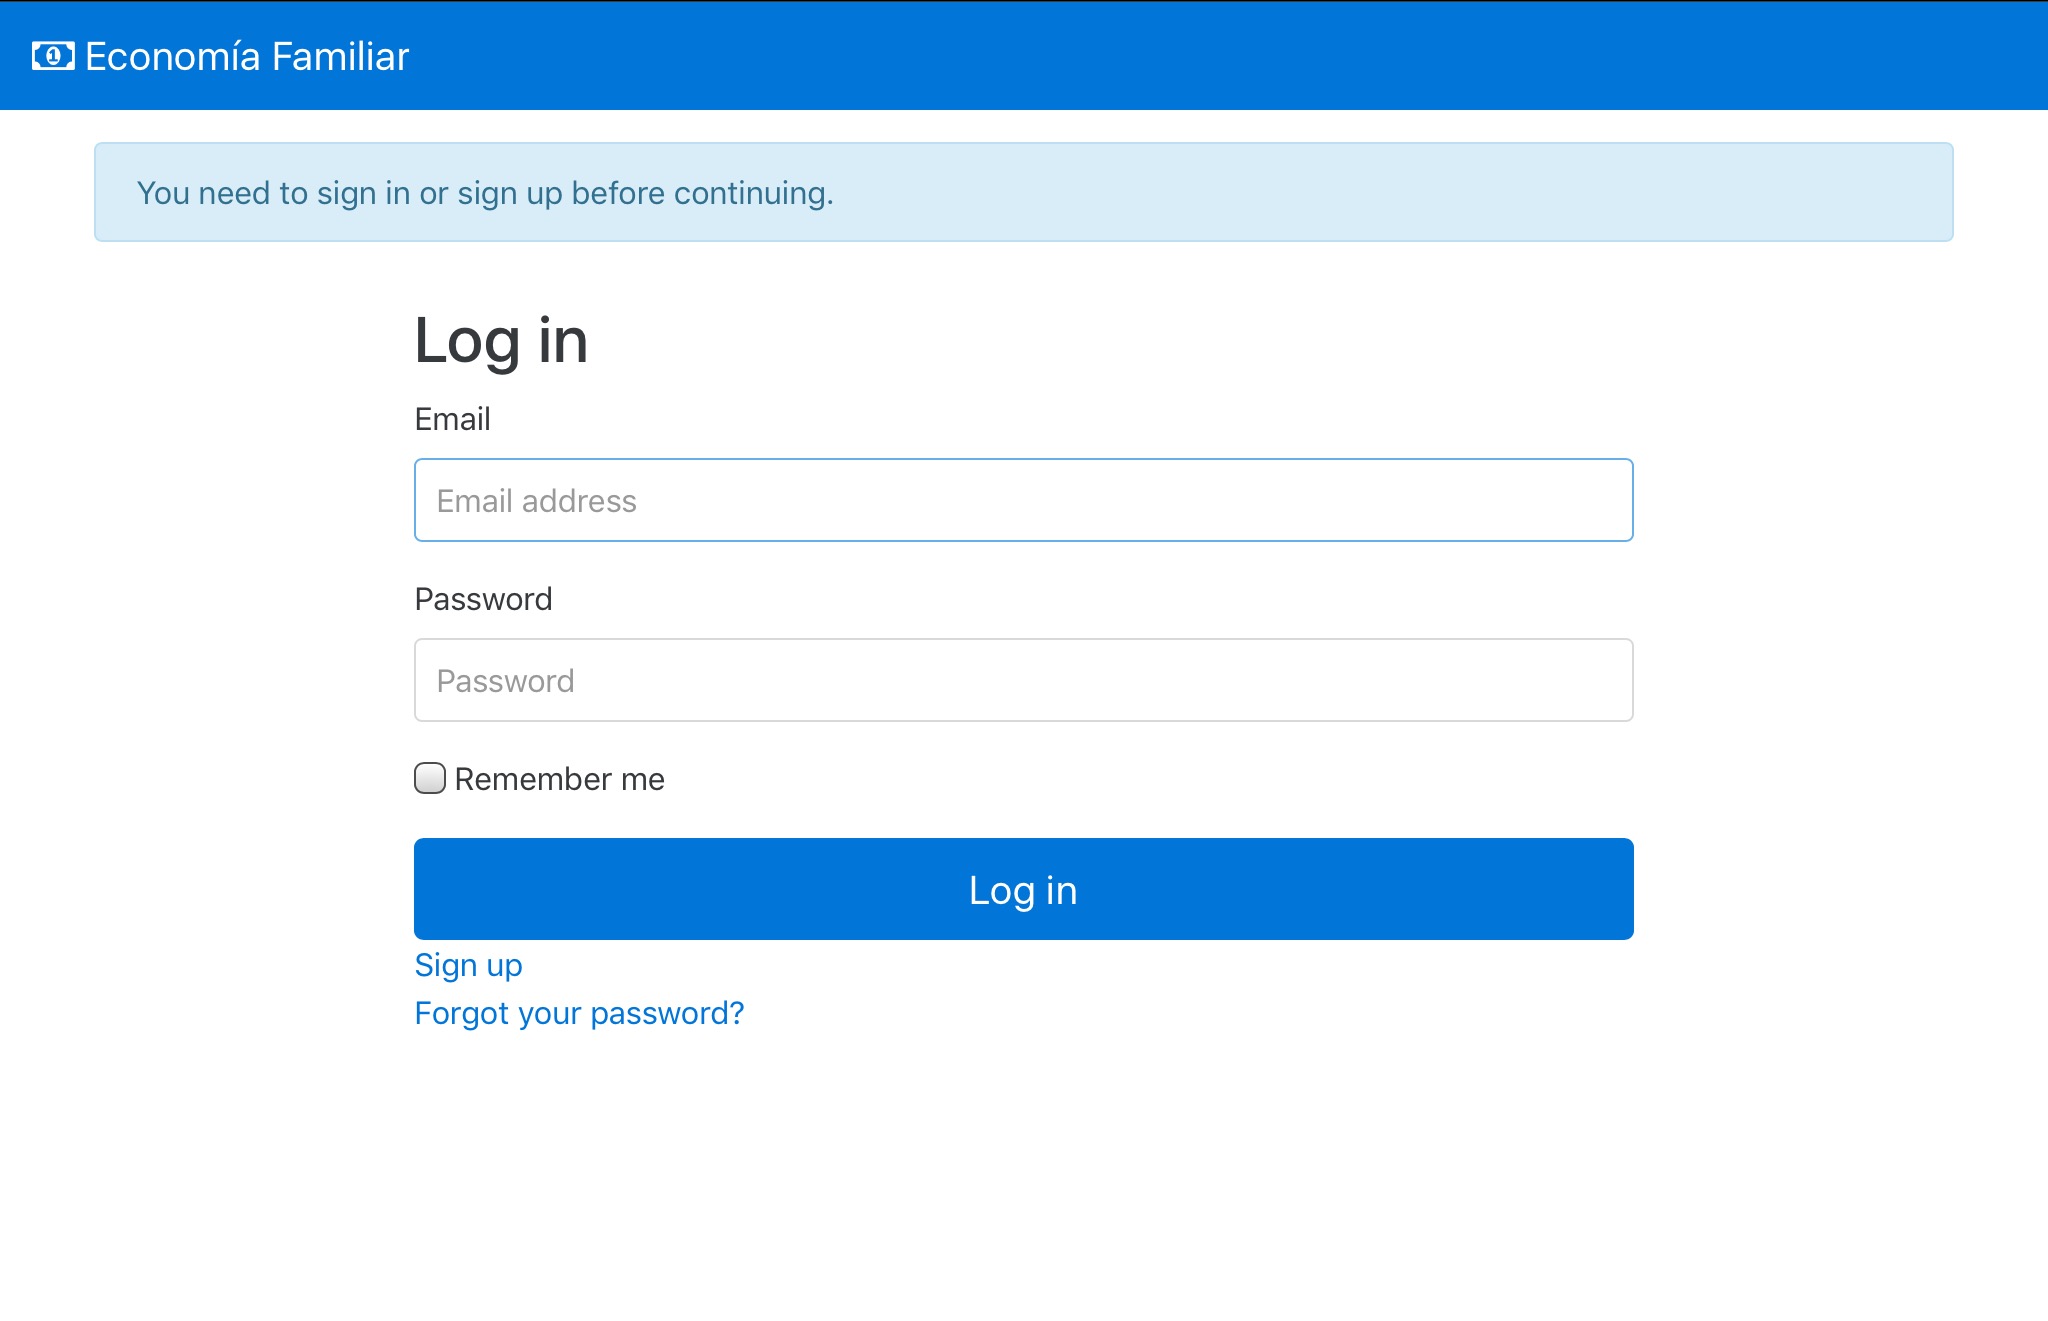 Economía Familiar
You need to sign in or sign up before continuing.
Log in
Email
Email address
Password
Password
Remember me
Log in
Sign up
Forgot your password?